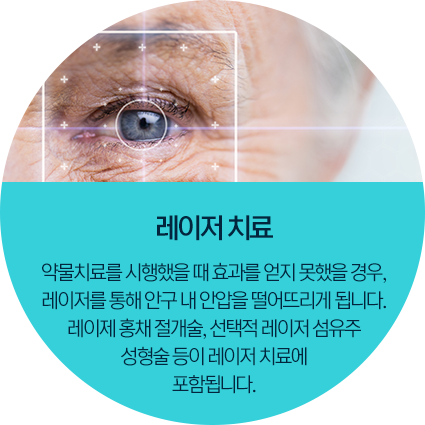 레이저 치료
약물치료를 시행했을 때 효과를 얻지 못했을 경우,
레이저를 통해 안구 내 안압을 떨어뜨리게 됩니다.
레이제 홍채 절개술, 선택적 레이저 섬유주
성형술 등이 레이저 치료에
포함됩니다.